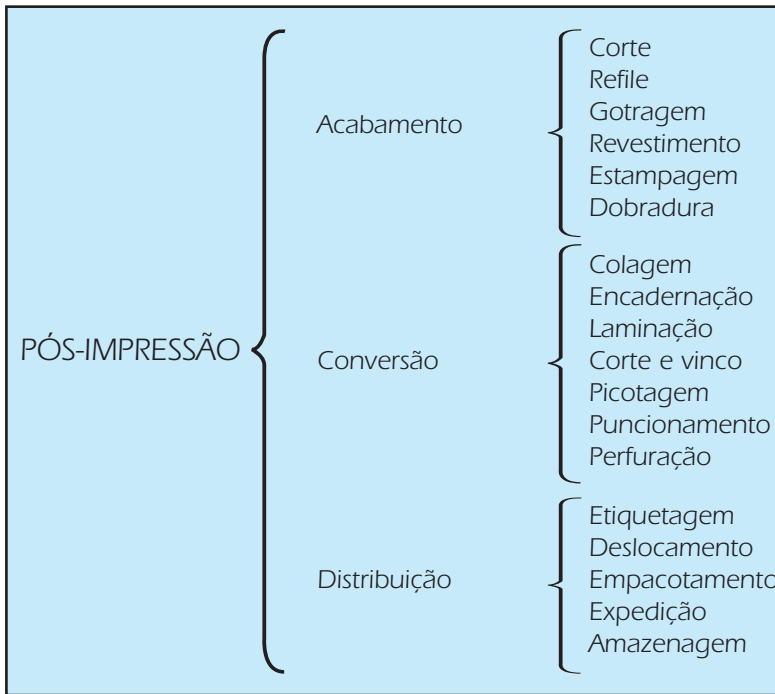 PÓS-IMPRESSÃO
Acabamento
Corte
Refile
Gotragem
Revestimento
Estampagem
Dobradura
Conversão
Colagem
Encadernação
Laminação
Corte e vinco
Picotagem
Puncionamento
Perfuração
Distribuição
Etiquetagem
Deslocamento
Empacotamento
Expedição
Amazenagem